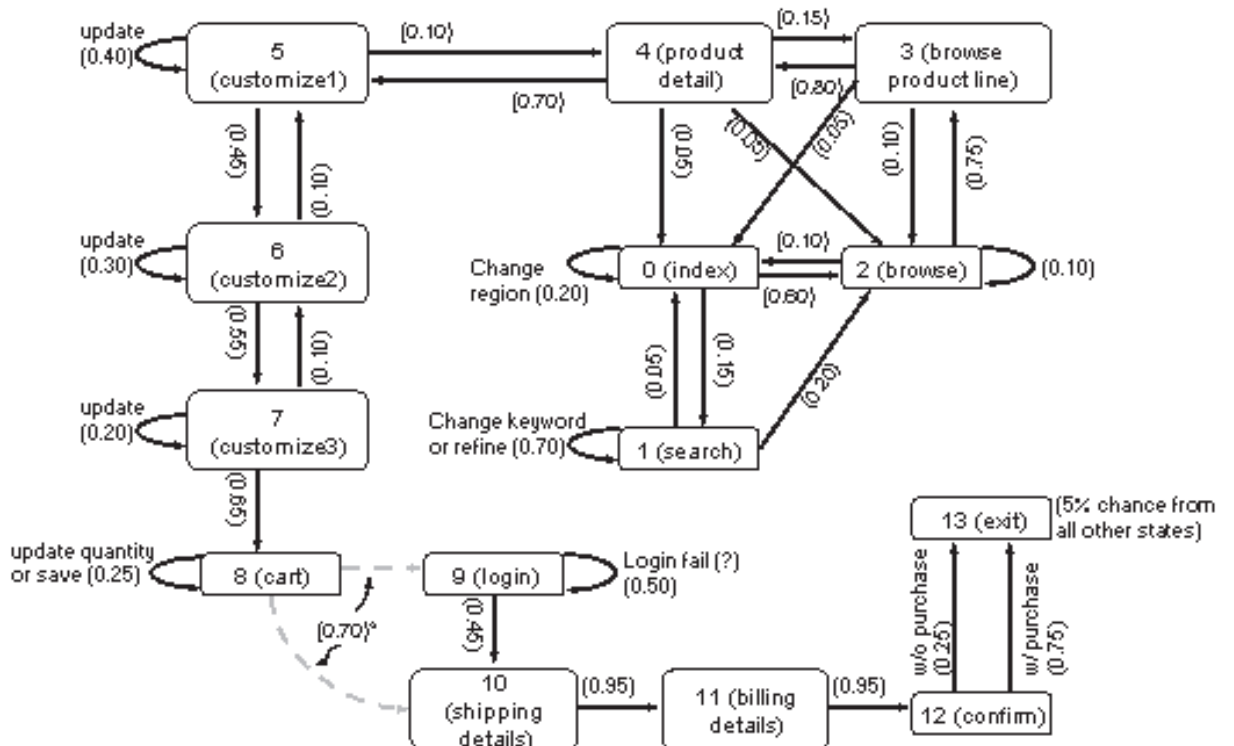 update
(0.40)
5
(customize1)
(0.10)
(0.70)
4 (product
detail)
(0.15)
(0.80)
3 (browse
product line)
(0.45)
(0.10)
(0.05)
(0.05)
(0.05)
(0.10)
(0.75)
update
(0.30)
6
(customize2)
Change
region (0.20)
0 (index)
(0.10)
(0.60)
2 (browse)
(0.10)
(0.55)
(0.10)
(0.05)
(0.15)
(0.20)
update
(0.20)
7
(customize3)
Change keyword
or refine (0.70)
1 (search)
(0.65)
13 (exit)
(5% chance from
all other states)
update quantity
or save (0.25)
8 (cart)
9 (login)
Login fail (?)
(0.50)
(0.70)*
(0.45)
w/o purchase
(0.25)
w/ purchase
(0.75)
10
(shipping
details)
(0.95)
11 (billing
details)
(0.95)
12 (confirm)